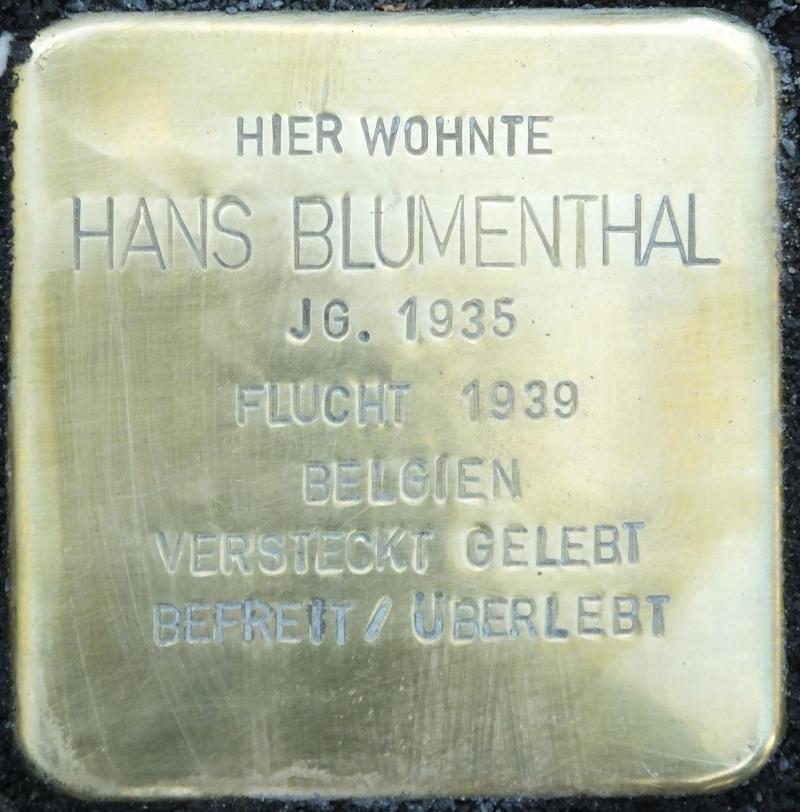 HIER WOHNTE
HANS BLUMENTHAL
JG. 1935
FLUCHT 1939
BELGIEN
VERSTECKT GELEBT
BEFREIT / ÜBERLEBT